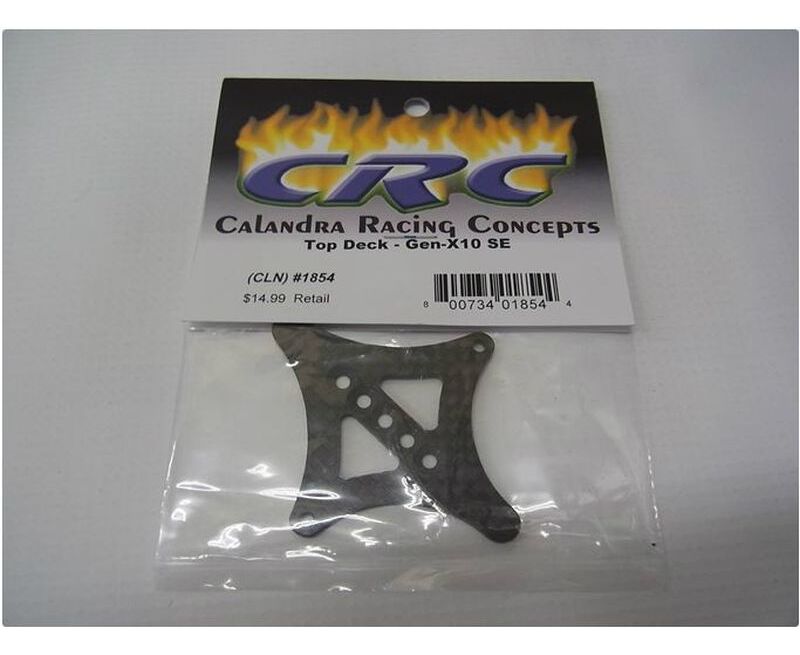 CRC
Calandra Racing Concepts
Top Deck - Gen-X10 SE
(CLN) #1854
$14.99 Retail
8 00734 01854 4